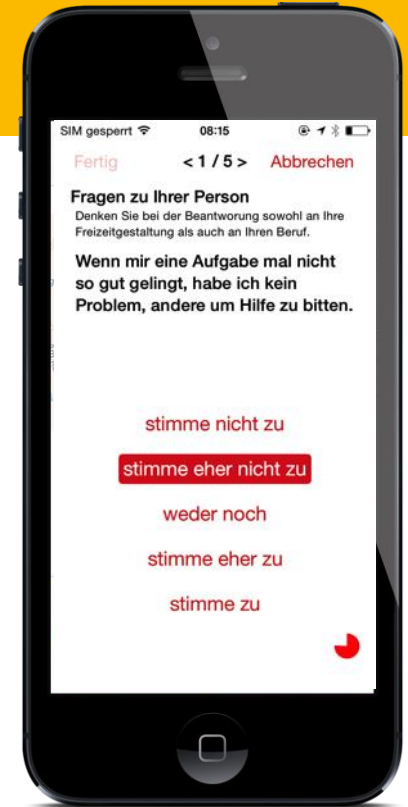 SIM gesperrt 08:15
Fertig < 1 / 5 > Abbrechen
Fragen zu Ihrer Person
Denken Sie bei der Beantworung sowohl an Ihre
Freizeitgestaltung als auch an Ihren Beruf.
Wenn mir eine Aufgabe mal nicht
so gut gelingt, habe ich kein
Problem, andere um Hilfe zu bitten.
stimme nicht zu
stimme eher nicht zu
weder noch
stimme eher zu
stimme zu